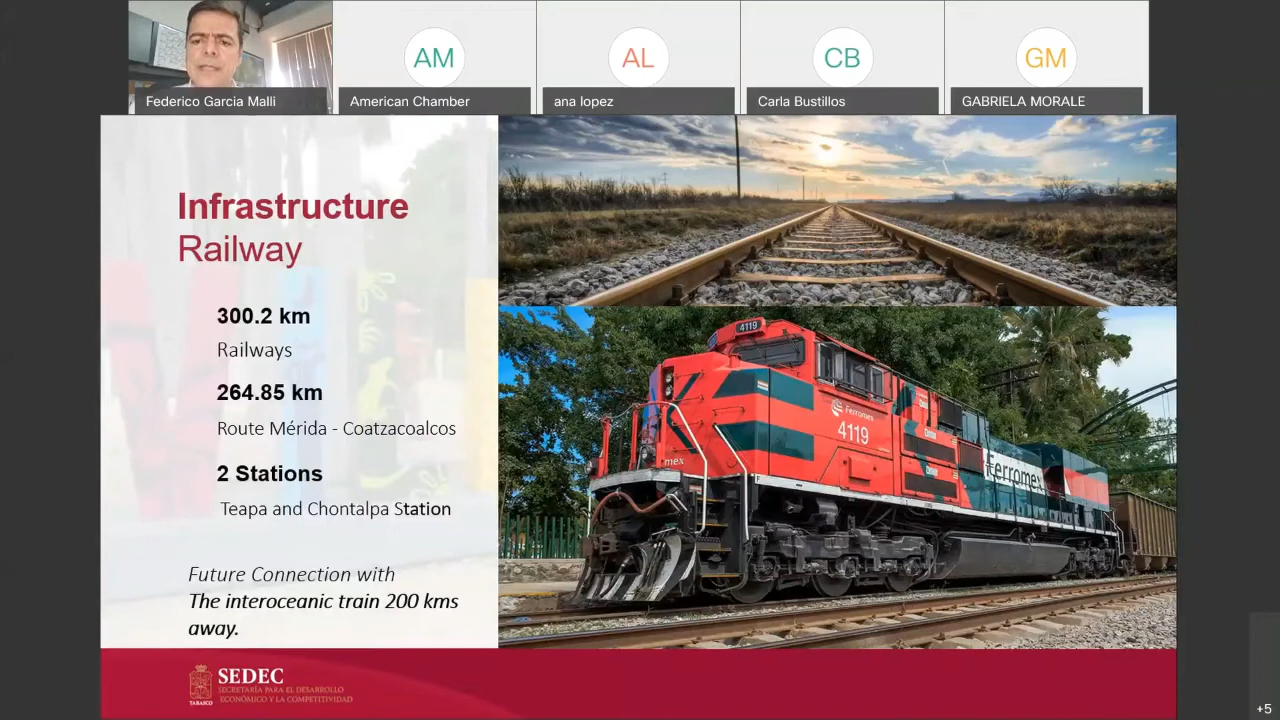 AM
AL
CB
GM
Federico Garcia Malli
American Chamber
ana lopez
Carla Bustillos
GABRIELA MORALE
Infrastructure
Railway
300.2 km
Railways
264.85 km
Route Mérida - Coatzacoalcos
2 Stations
Teapa and Chontalpa Station
Future Connection with
The interoceanic train 200 kms
away.
4119
Ferromex
4119
mex
Ferromex
SEDEC
SECRETARÍA PARA EL DESARROLLO
ECONÓMICO Y LA COMPETITIVIDAD
TABASCO
+5